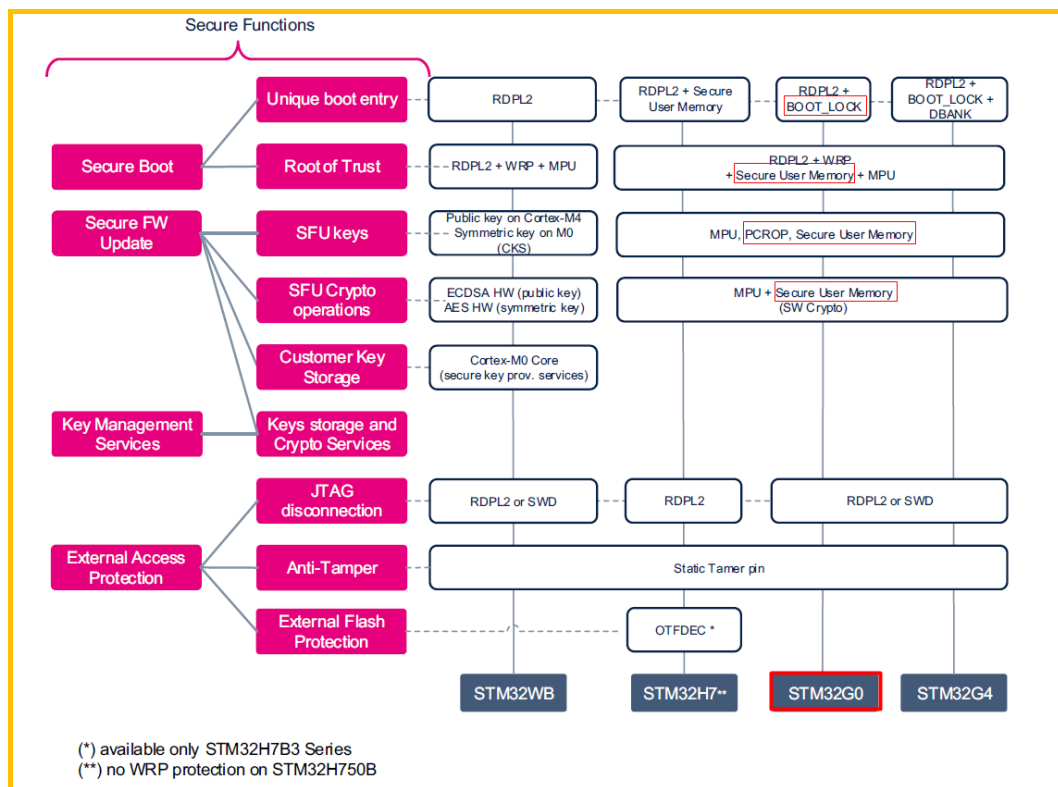 Secure Functions
Unique boot entry
RDPL2
RDPL2 + Secure
User Memory
RDPL2 +
BOOT_LOCK
RDPL2 +
BOOT_LOCK +
DBANK
Secure Boot
Root of Trust
RDPL2 + WRP + MPU
RDPL2 + WRP
+ Secure User Memory + MPU
Secure FW
Update
SFU keys
Public key on Cortex-M4
Symmetric key on M0
(CKS)
MPU, PCROP, Secure User Memory
SFU Crypto
operations
ECDSA HW (public key)
AES HW (symmetric key)
MPU + Secure User Memory
(SW Crypto)
Customer Key
Storage
Cortex-M0 Core
(secure key prov. services)
Key Management
Services
Keys storage and
Crypto Services
JTAG
disconnection
RDPL2 or SWD
RDPL2
RDPL2 or SWD
External Access
Protection
Anti-Tamper
Static Tamer pin
External Flash
Protection
OTFDEC *
STM32WB
STM32H7**
STM32G0
STM32G4
(*) available only STM32H7B3 Series
(**) no WRP protection on STM32H750B